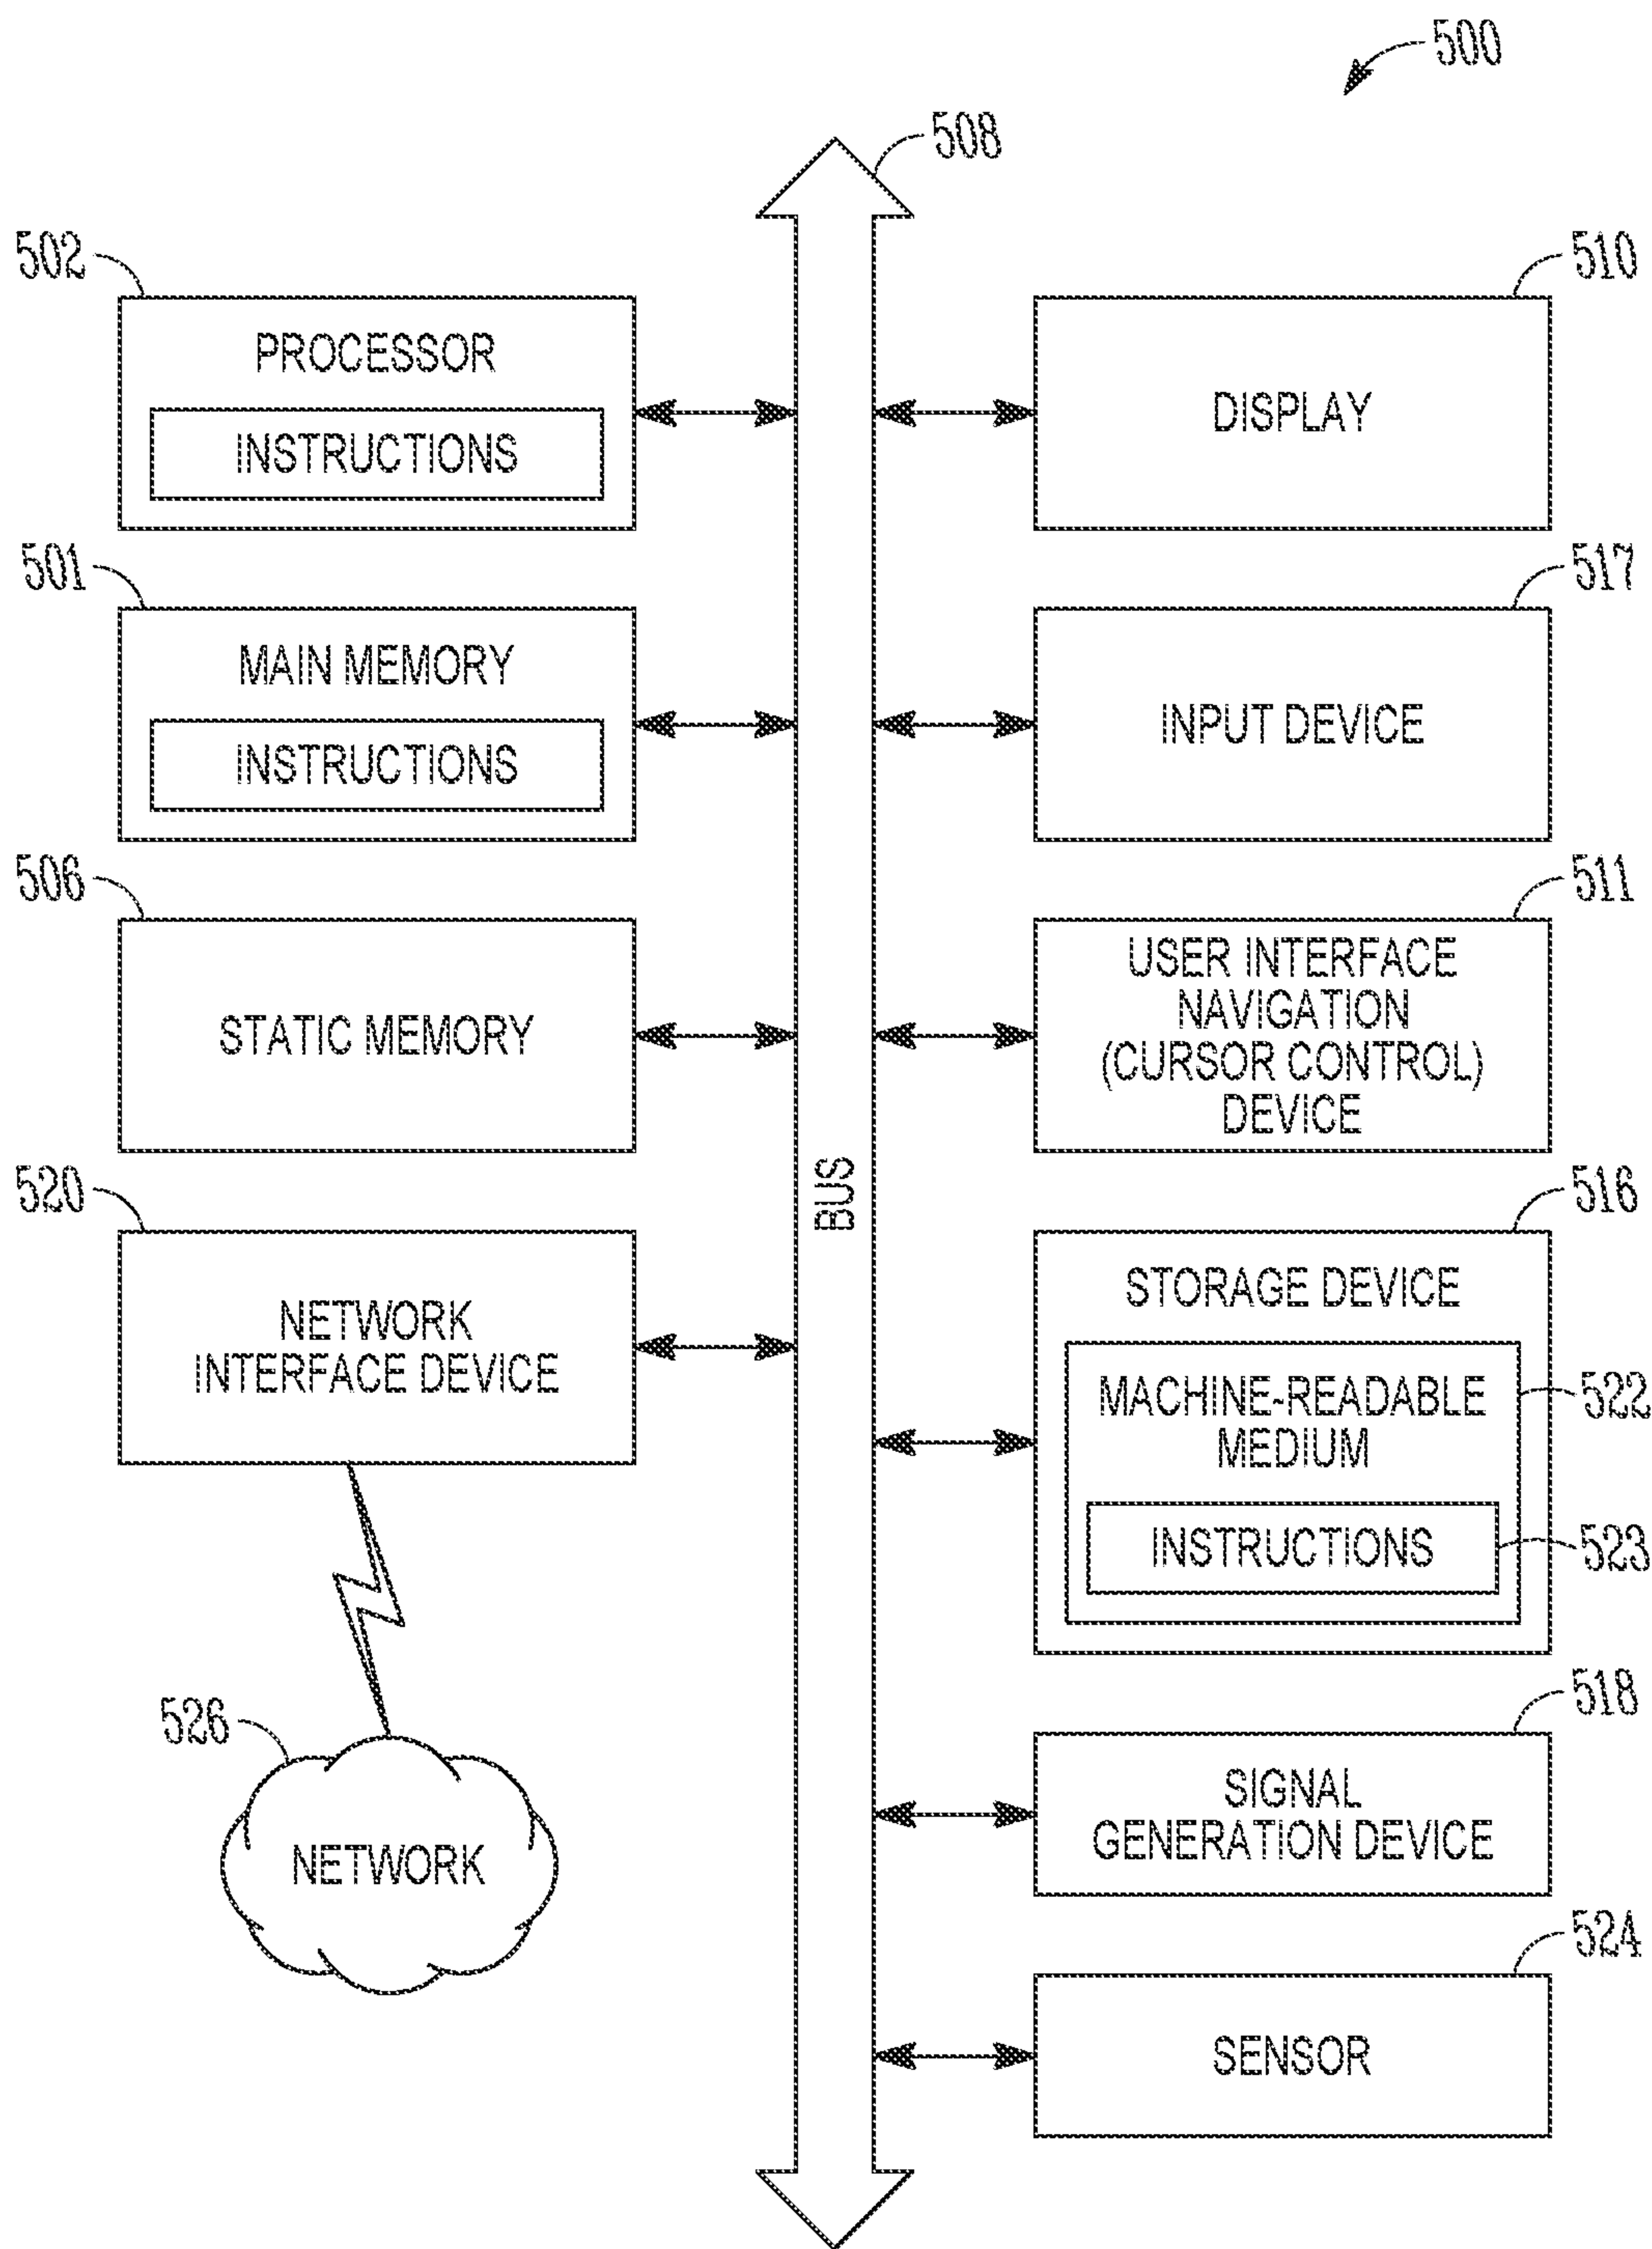 500
508
502
PROCESSOR
INSTRUCTIONS
501
MAIN MEMORY
INSTRUCTIONS
506
STATIC MEMORY
520
NETWORK
INTERFACE DEVICE
526
NETWORK
BUS
510
DISPLAY
517
INPUT DEVICE
511
USER INTERFACE
NAVIGATION
(CURSOR CONTROL)
DEVICE
516
STORAGE DEVICE
MACHINE-READABLE
MEDIUM
522
INSTRUCTIONS
523
518
SIGNAL
GENERATION DEVICE
524
SENSOR